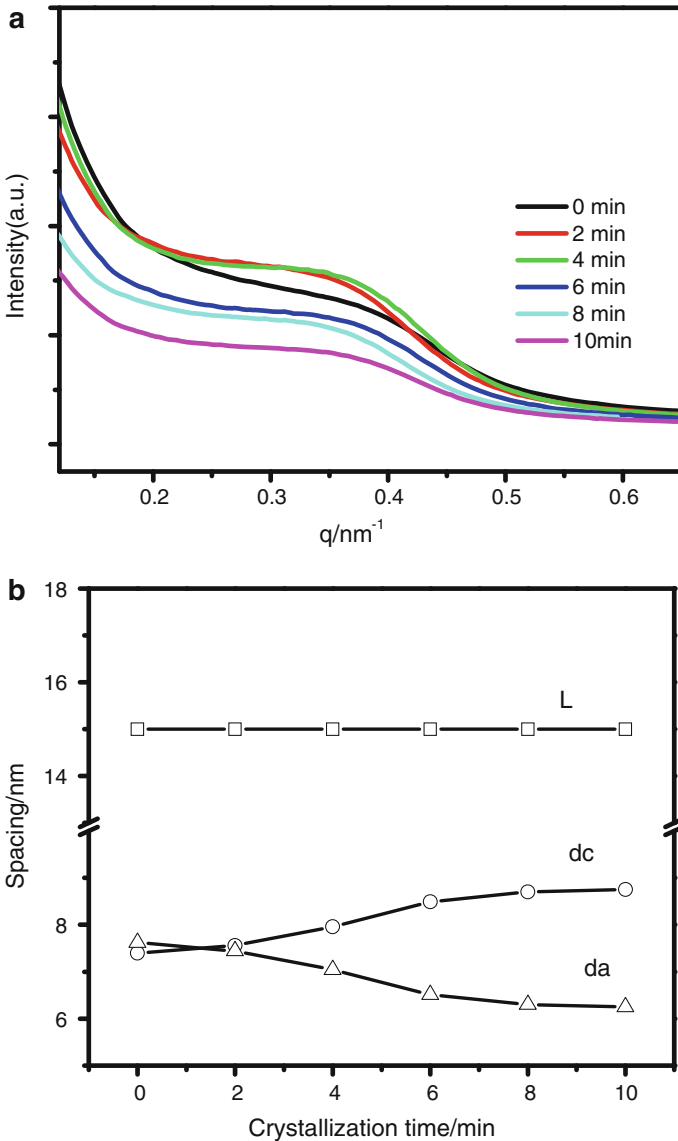 a
Intensity(a.u.)
0 min
2 min
4 min
6 min
8 min
10min
0.2 0.3 0.4 0.5 0.6
q/nm-1
b
18
16
14
8
6
Spacing/nm
L
dc
da
0 2 4 6 8 10
Crystallization time/min